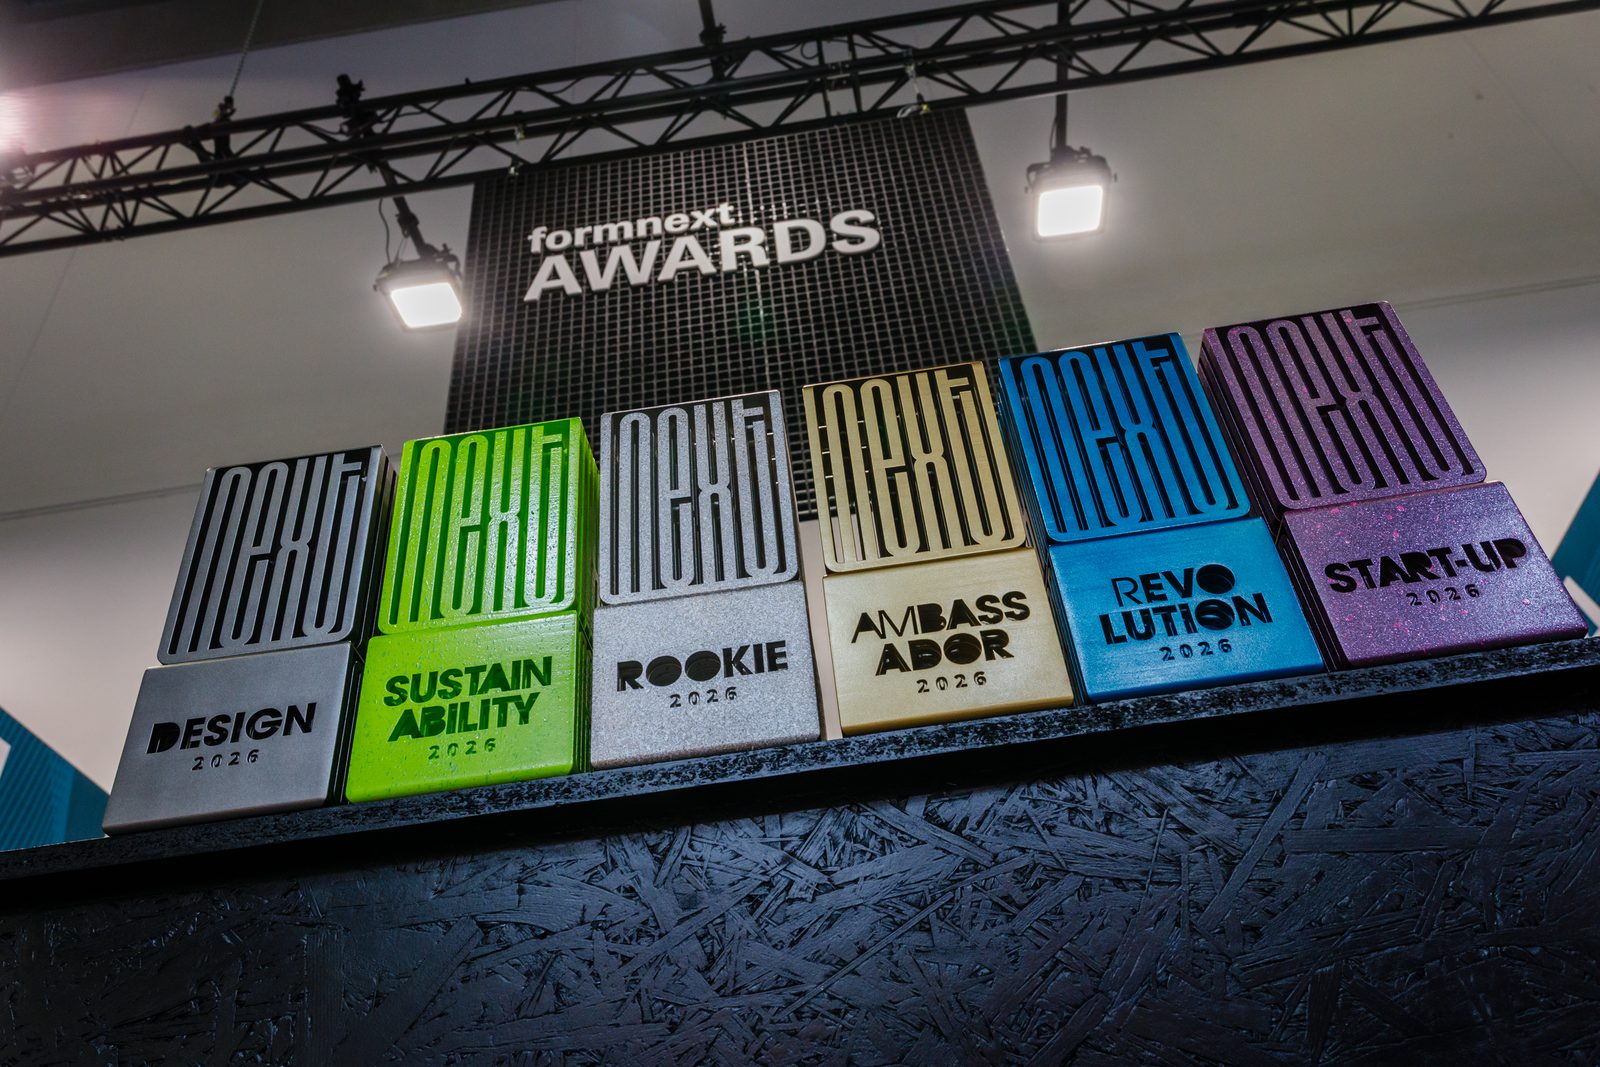 formnext
AWARDS
next
DESIGN
2026
next
SUSTAIN
ABILITY
2026
next
ROOKIE
2026
next
AMBASS
ADOR
2026
next
REVO
LUTION
2026
next
START-UP
2026